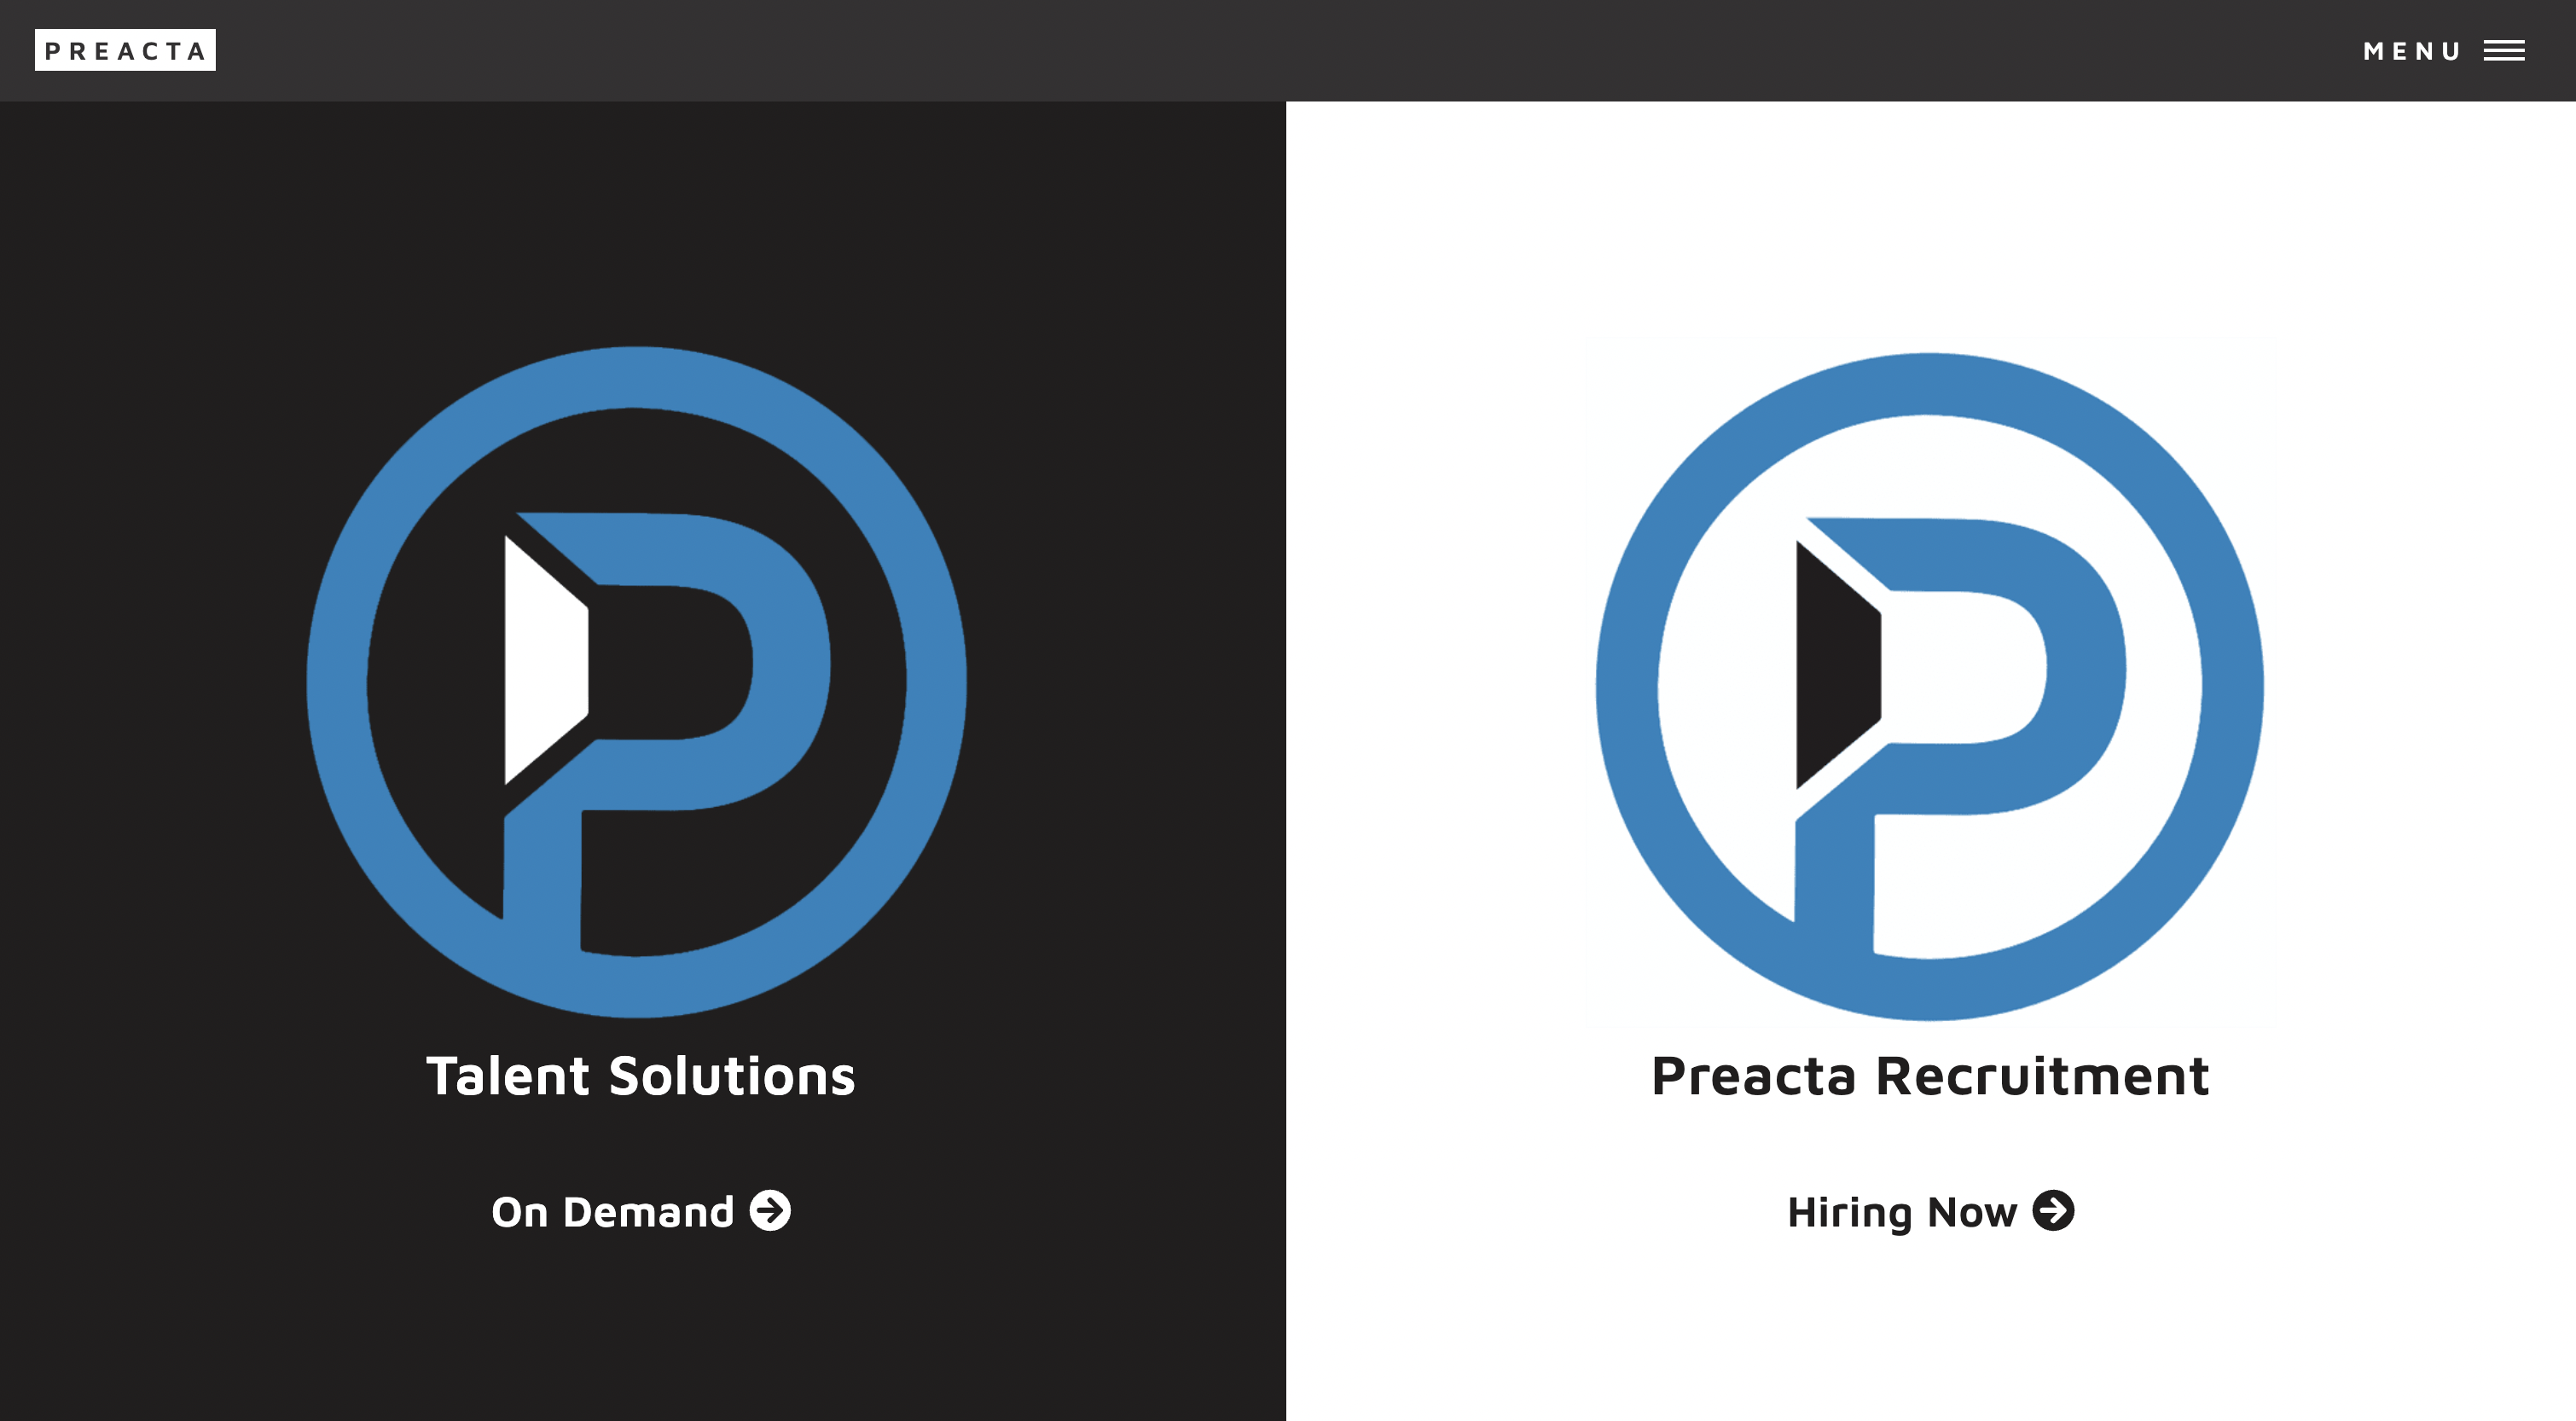 PREACTA
MENU
Talent Solutions
On Demand
Preacta Recruitment
Hiring Now